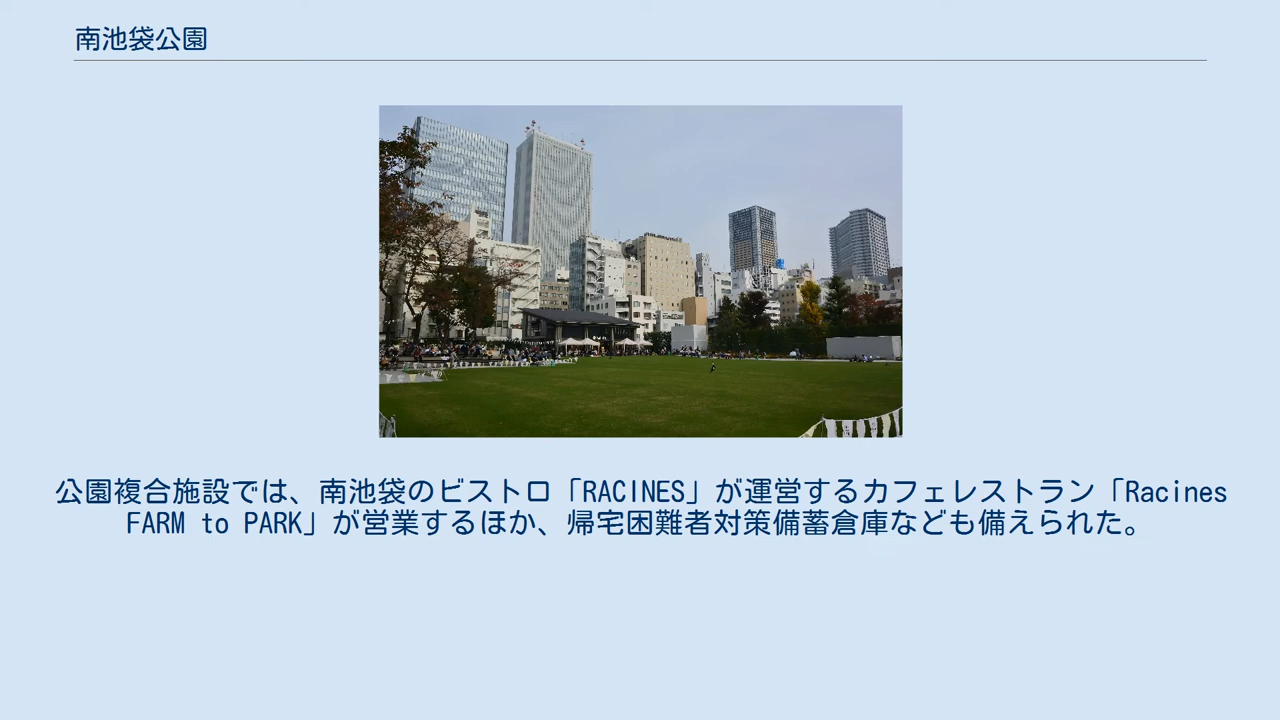 南池袋公園
公園複合施設では、南池袋のビストロ「RACINES」が運営するカフェレストラン「Racines
FARM to PARK」が営業するほか、帰宅困難者対策備蓄倉庫なども備えられた。